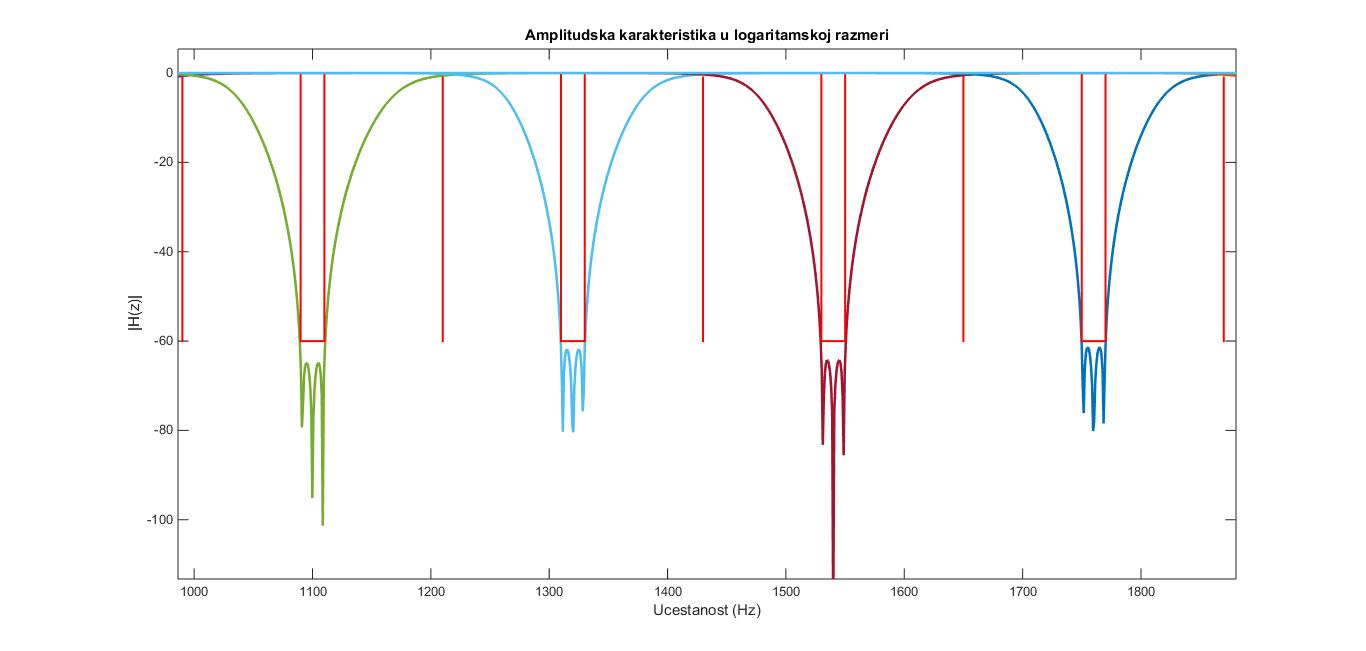 Amplitudska karakteristika u logaritamskoj razmeri
0
-20
-40
-60
-80
-100
|H(z)|
1000 1100 1200 1300 1400 1500 1600 1700 1800
Ucestanost (Hz)